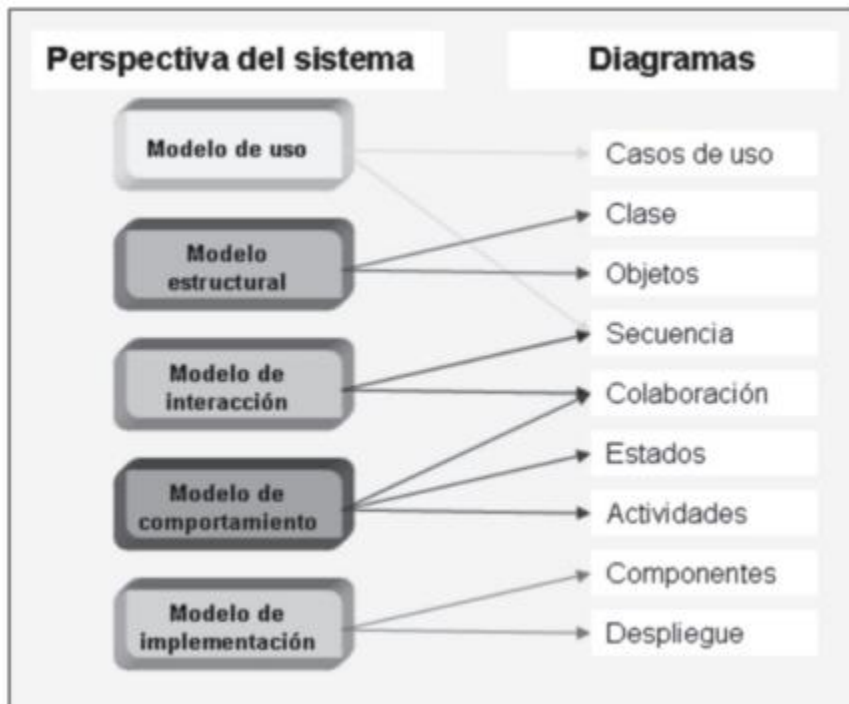 Perspectiva del sistema
Diagramas
Modelo de uso
Modelo
estructural
Modelo de
interacción
Modelo de
comportamiento
Modelo de
implementación
Casos de uso
Clase
Objetos
Secuencia
Colaboración
Estados
Actividades
Componentes
Despliegue